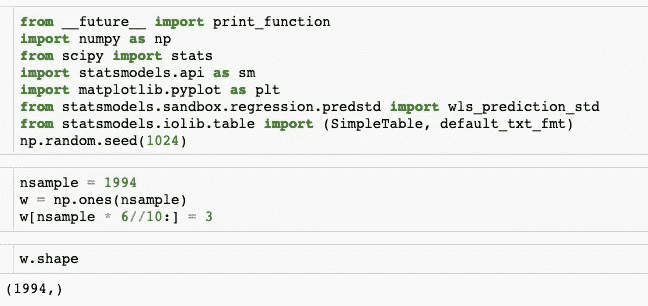 from __future__ import print_function
import numpy as np
from scipy import stats
import statsmodels.api as sm
import matplotlib.pyplot as plt
from statsmodels.sandbox.regression.predstd import wls_prediction_std
from statsmodels.iolib.table import (SimpleTable, default_txt_fmt)
np.random.seed(1024)
nsample = 1994
w = np.ones(nsample)
w[nsample * 6//10:] = 3
w.shape
(1994,)